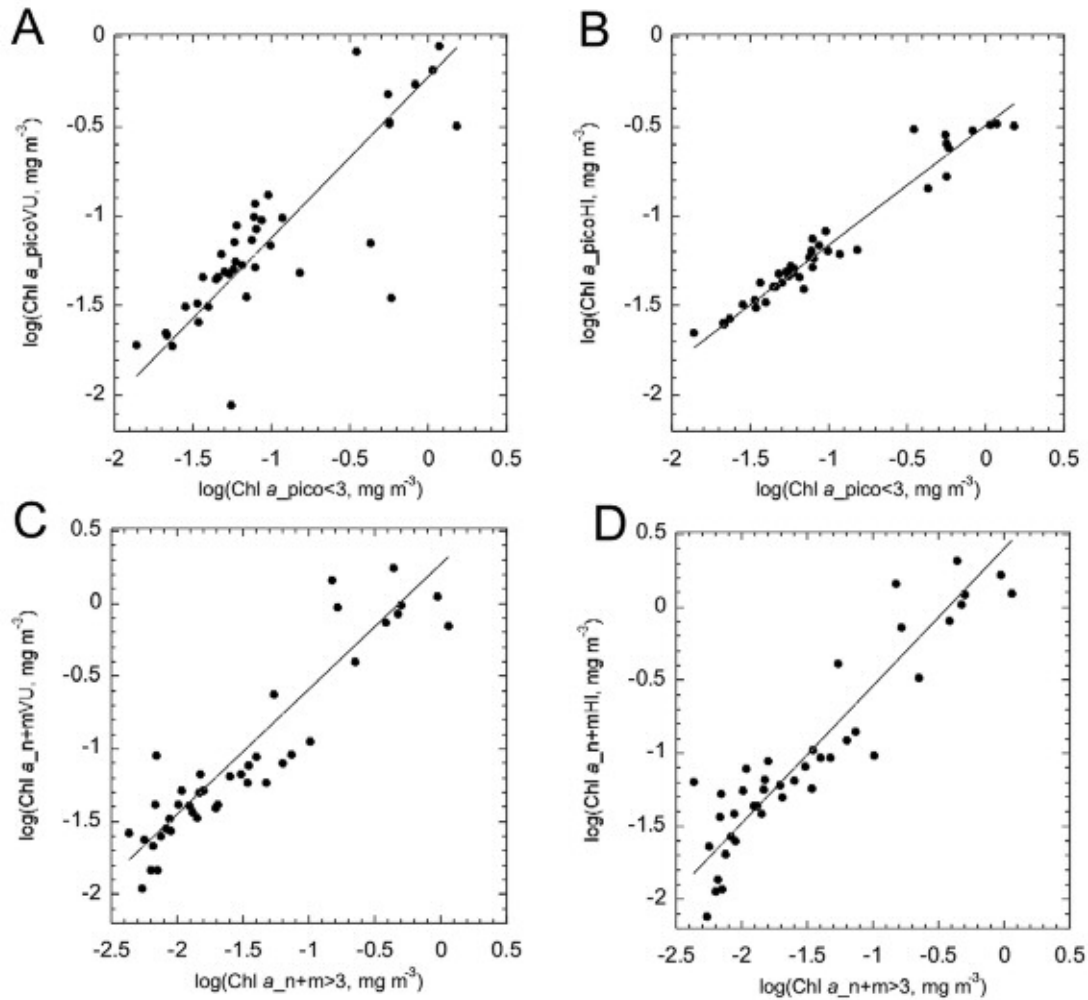 A
0
-0.5
-1
-1.5
-2
log(Chl a_picoVU, mg m-3)
-2 -1.5 -1 -0.5 0 0.5
log(Chl a_pico<3, mg m-3)
B
0
-0.5
-1
-1.5
-2
log(Chl a_picoHI, mg m-3)
-2 -1.5 -1 -0.5 0 0.5
log(Chl a_pico<3, mg m-3)
C
0.5
0
-0.5
-1
-1.5
-2
log(Chl a_n+mVU, mg m-3)
-2.5 -2 -1.5 -1 -0.5 0 0.5
log(Chl a_n+m>3, mg m-3)
D
0.5
0
-0.5
-1
-1.5
-2
log(Chl a_n+mHI, mg m-3)
-2.5 -2 -1.5 -1 -0.5 0 0.5
log(Chl a_n+m>3, mg m-3)